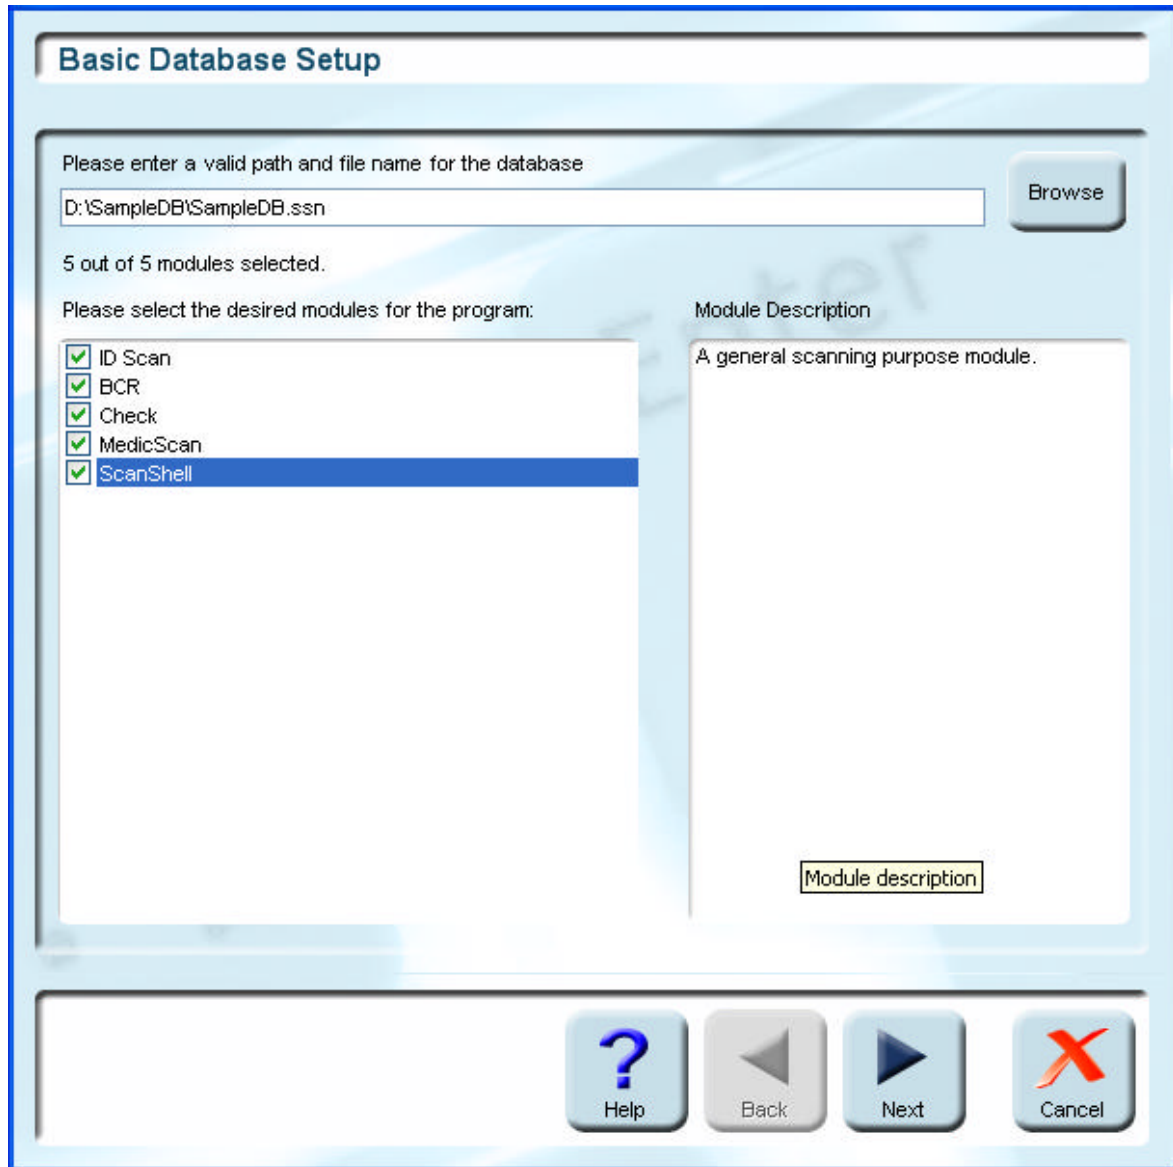 Basic Database Setup
Please enter a valid path and file name for the database
D:\SampleDB\SampleDB.ssn
Browse
5 out of 5 modules selected.
Please select the desired modules for the program:
Module Description
ID Scan
BCR
Check
MedicScan
ScanShell
A general scanning purpose module.
Enter
Module description
?
Help
Back
Next
Cancel